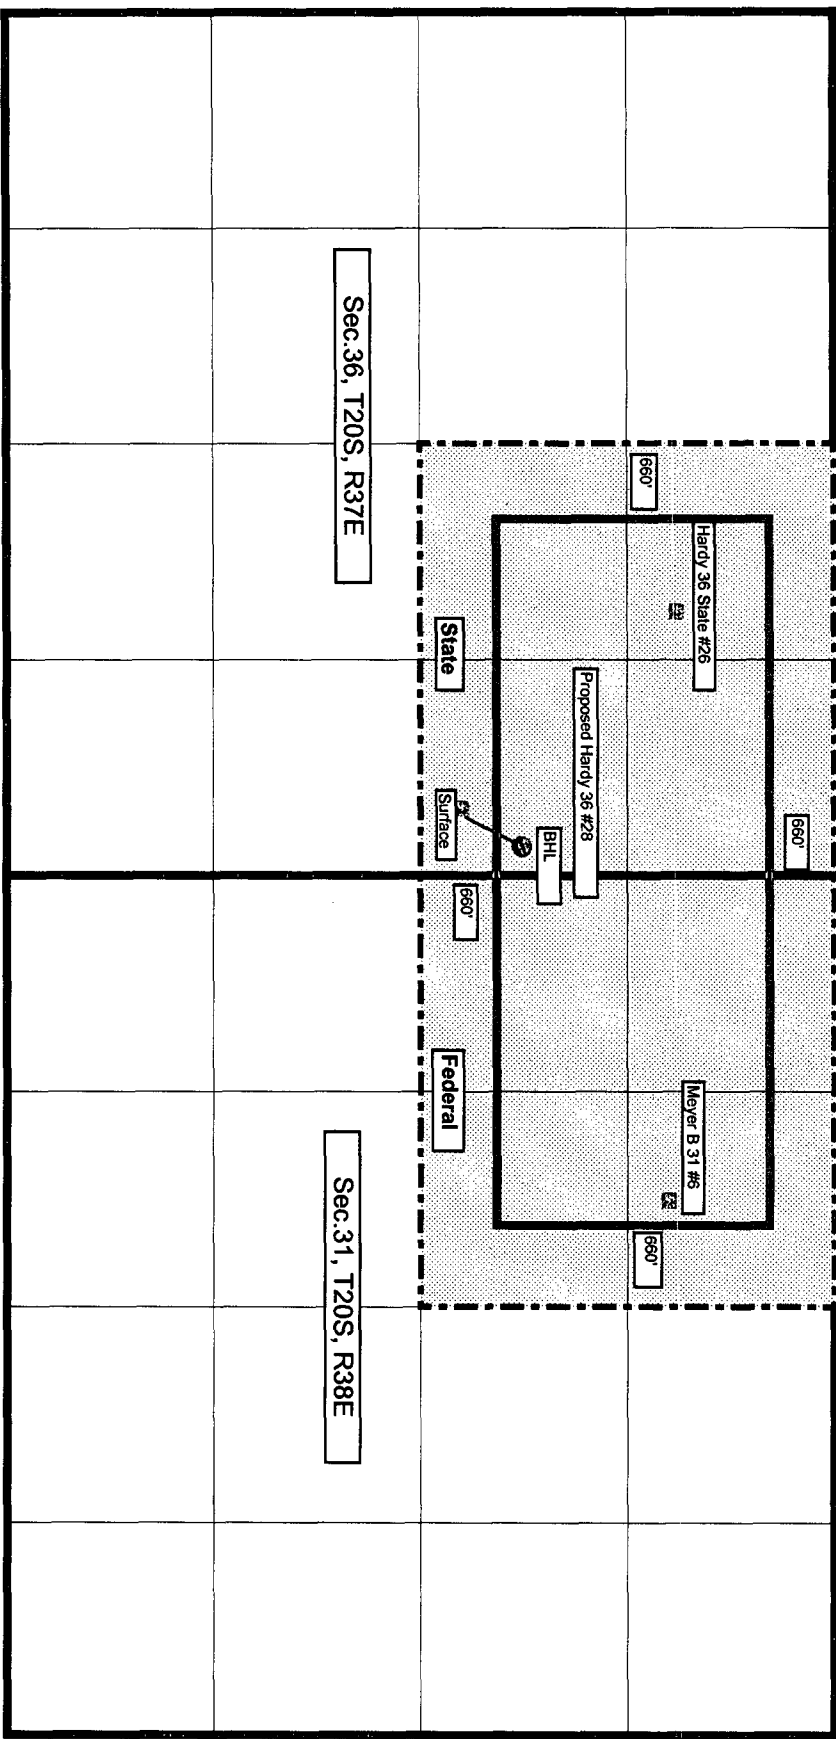 660'
Hardy 36 State #26
Meyer B 31 #6
660'
660'
Proposed Hardy 36 #28
BHL
660'
State
Surface
Federal
Sec.36, T20S, R37E
Sec.31, T20S, R38E